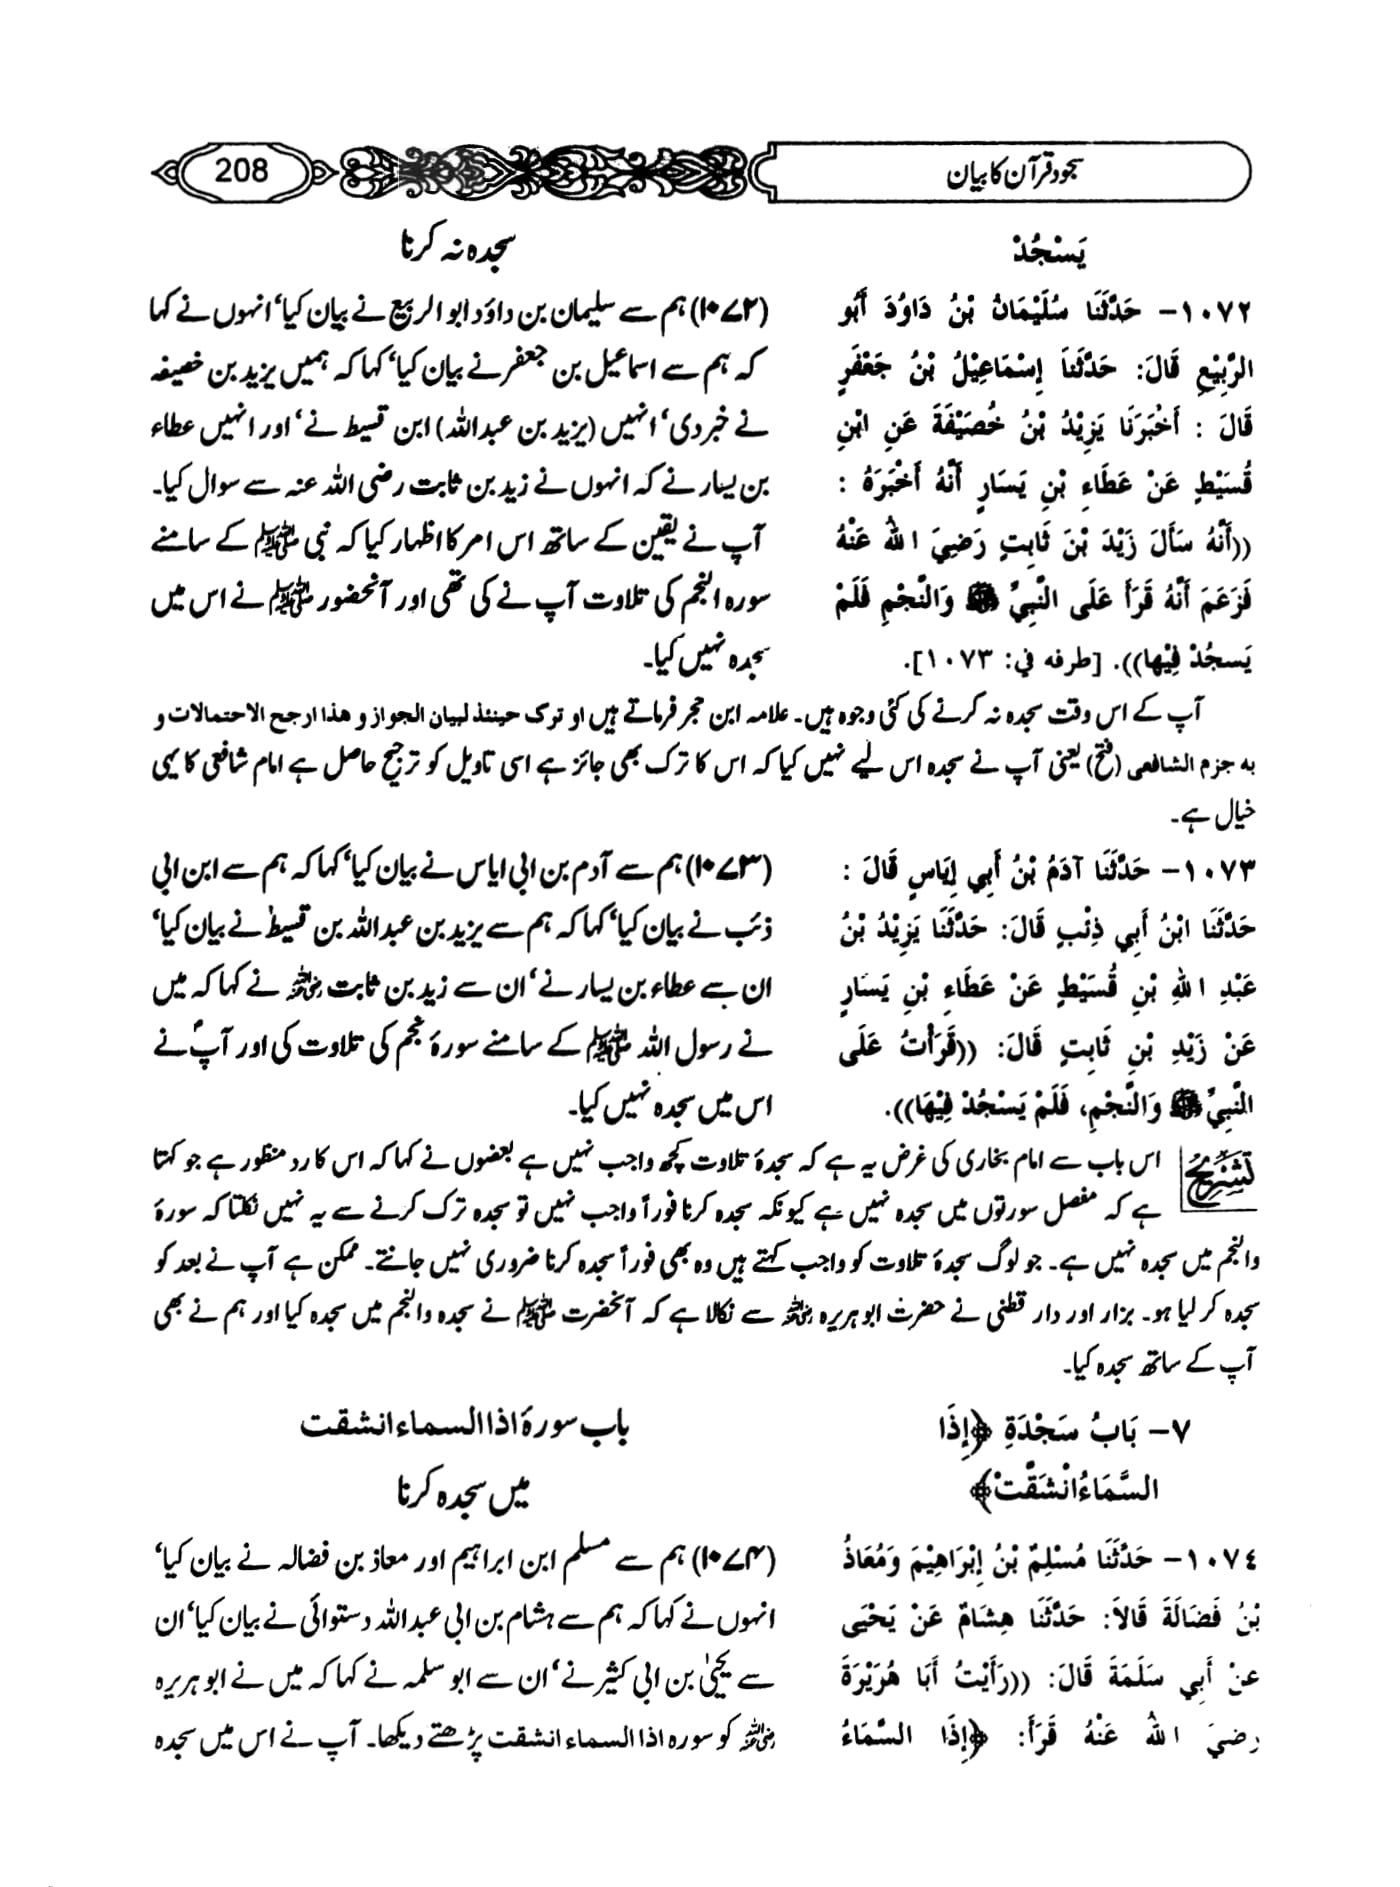 سجود قرآن کا بیان
208
يَسْجُدْ
١٠٧٢- حَدَّثَنَا سُلَيْمَانُ بْنُ دَاوُدَ أَبُو
الرَّبِيْعِ قَالَ: حَدَّثَنَا إِسْمَاعِيْلُ بْنُ جَعْفَرٍ
قَالَ : أَخْبَرَنَا يَزِيْدُ بْنُ خُصَيْفَةَ عَنِ ابْنِ
قُسَيْطٍ عَنْ عَطَاءِ بْنِ يَسَارٍ أَنَّهُ أَخْبَرَهُ :
((أَنَّهُ سَأَلَ زَيْدَ بْنَ ثَابِتٍ رَضِيَ اللهُ عَنْهُ
فَزَعَمَ أَنَّهُ قَرَأَ عَلَى النَّبِيِّ ﷺ وَالنَّجْمِ فَلَمْ
يَسجُدْ فِيْهَا)). [طرفه في: ١٠٧٣].
سجدہ نہ کرنا
(۱۰۷۲) ہم سے سلیمان بن داؤد ابو الربیع نے بیان کیا‘ انہوں نے کہا
کہ ہم سے اسماعیل بن جعفر نے بیان کیا‘ کہا کہ ہمیں یزید بن خصیفہ
نے خبر دی‘ انہیں (یزید بن عبداللہ) ابن قسیط نے‘ اور انہیں عطاء
بن یسار نے کہ انہوں نے زید بن ثابت رضی اللہ عنہ سے سوال کیا۔
آپ نے یقین کے ساتھ اس امر کا اظہار کیا کہ نبی ﷺ کے سامنے
سورہ النجم کی تلاوت آپ نے کی تھی اور آنحضور ﷺ نے اس میں
سجدہ نہیں کیا۔
آپ کے اس وقت سجدہ نہ کرنے کی کئی وجوہ ہیں۔ علامہ ابن حجر فرماتے ہیں او ترک حینئذ لبیان الجواز و ھذا ارجح الاحتمالات و
بہ جزم الشافعی (فتح) یعنی آپ نے سجدہ اس لیے نہیں کیا کہ اس کا ترک بھی جائز ہے اسی تاویل کو ترجیح حاصل ہے امام شافعی کا یہی
خیال ہے۔
١٠٧٣- حَدَّثَنَا آدَمُ بْنُ أَبِي إِيَاسٍ قَالَ :
حَدَّثَنَا ابْنُ أَبِي ذِئْبٍ قَالَ: حَدَّثَنَا يَزِيْدُ بْنُ
عَبْدِ اللهِ بْنِ قُسَيْطٍ عَنْ عَطَاءِ بْنِ يَسَارٍ
عَنْ زَيْدِ بْنِ ثَابِتٍ قَالَ: ((قَرَأْتُ عَلَى
النَّبِيِّ ﷺ وَالنَّجْمِ، فَلَمْ يَسْجُدْ فِيْهَا)).
(۱۰۷۳) ہم سے آدم بن ابی ایاس نے بیان کیا‘ کہا کہ ہم سے ابن ابی
ذئب نے بیان کیا‘ کہا کہ ہم سے یزید بن عبداللہ بن قسیط نے بیان کیا‘
ان سے عطاء بن یسار نے‘ ان سے زید بن ثابت رضی اللہ عنہ نے کہا کہ میں
نے رسول اللہ ﷺ کے سامنے سورۂ نجم کی تلاوت کی اور آپؐ نے
اس میں سجدہ نہیں کیا۔
تشریح اس باب سے امام بخاری کی غرض یہ ہے کہ سجدۂ تلاوت کچھ واجب نہیں ہے بعضوں نے کہا کہ اس کا رد منظور ہے جو کہتا
ہے کہ مفصل سورتوں میں سجدہ نہیں ہے کیونکہ سجدہ کرنا فوراً واجب نہیں تو سجدہ ترک کرنے سے یہ نہیں نکلتا کہ سورۂ
والنجم میں سجدہ نہیں ہے۔ جو لوگ سجدۂ تلاوت کو واجب کہتے ہیں وہ بھی فوراً سجدہ کرنا ضروری نہیں جانتے۔ ممکن ہے آپ نے بعد کو
سجدہ کر لیا ہو۔ بزار اور دار قطنی نے حضرت ابو ہریرہ رضی اللہ عنہ سے نکالا ہے کہ آنحضرت ﷺ نے سجدہ والنجم میں سجدہ کیا اور ہم نے بھی
آپ کے ساتھ سجدہ کیا۔
٧- بَابُ سَجْدَةِ ﴿إِذَا
السَّمَاءُ انْشَقَّتْ﴾
باب سورۂ اذا السماء انشقت
میں سجدہ کرنا
١٠٧٤- حَدَّثَنَا مُسْلِمُ بْنُ إِبْرَاهِيْمَ وَمُعَاذُ
بْنُ فَضَالَةَ قَالاَ: حَدَّثَنَا هِشَامٌ عَنْ يَحْيَى
عَنْ أَبِي سَلَمَةَ قَالَ: ((رَأَيْتُ أَبَا هُرَيْرَةَ
رضيَ اللهُ عَنْهُ قَرَأَ: ﴿إِذَا السَّمَاءُ
(۱۰۷۴) ہم سے مسلم ابن ابراہیم اور معاذ بن فضالہ نے بیان کیا‘
انہوں نے کہا کہ ہم سے ہشام بن ابی عبداللہ دستوائی نے بیان کیا‘ ان
سے یحییٰ بن ابی کثیر نے‘ ان سے ابو سلمہ نے کہا کہ میں نے ابو ہریرہ
رضی اللہ عنہ کو سورہ اذا السماء انشقت پڑھتے دیکھا۔ آپ نے اس میں سجدہ